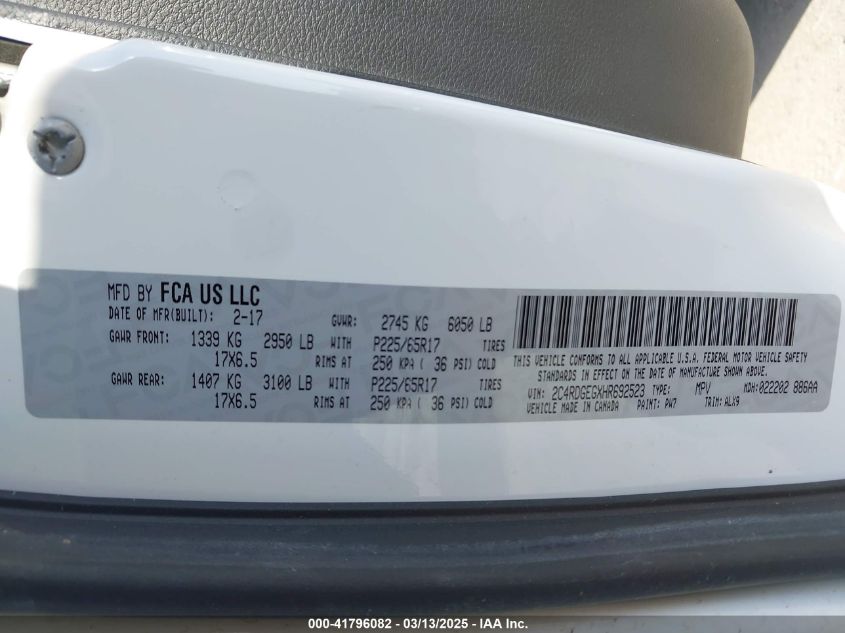 MFD BY FCA US LLC
DATE OF MFR(BUILT): 2-17 GVWR: 2745 KG 6050 LB
GAWR FRONT: 1339 KG 2950 LB WITH P225/65R17 TIRES
17X6.5 RIMS AT 250 KPA ( 36 PSI) COLD
GAWR REAR: 1407 KG 3100 LB WITH P225/65R17 TIRES
17X6.5 RIMS AT 250 KPA ( 36 PSI) COLD
THIS VEHICLE CONFORMS TO ALL APPLICABLE U.S.A. FEDERAL MOTOR VEHICLE SAFETY
STANDARDS IN EFFECT ON THE DATE OF MANUFACTURE SHOWN ABOVE.
VIN: 2C4RDGEGXHR692523 TYPE: MPV MDH: 022202 886AA
VEHICLE MADE IN CANADA PAINT: PW7 TRIM: ALX9
000-41796082 - 03/13/2025 - IAA Inc.